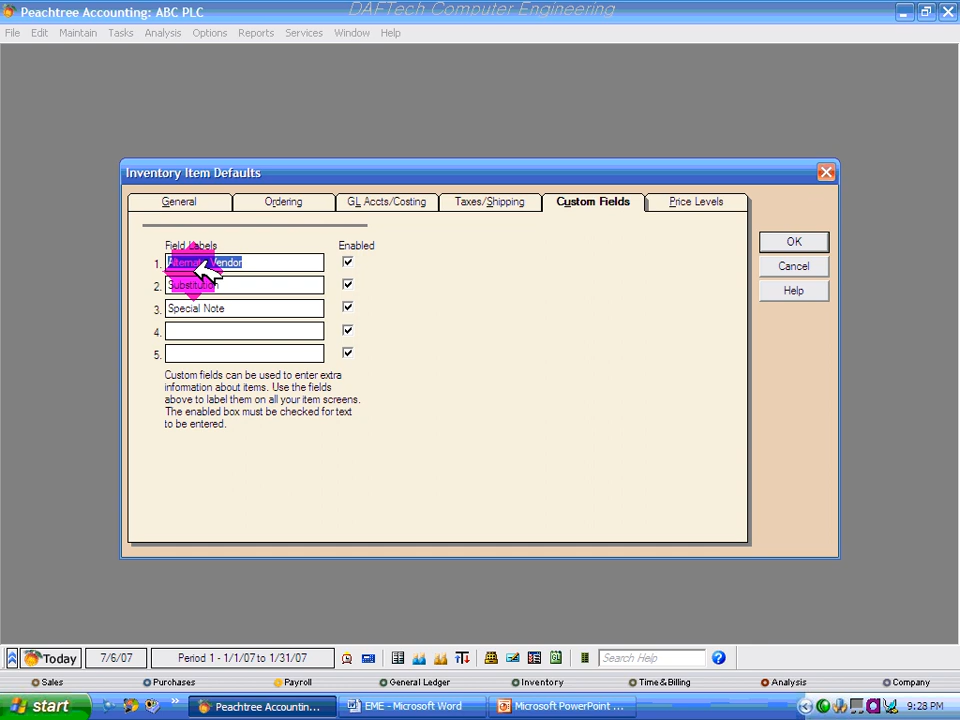 Peachtree Accounting: ABC PLC
DAFTech Computer Engineering
File Edit Maintain Tasks Analysis Options Reports Services Window Help
Inventory Item Defaults
General Ordering GL Accts/Costing Taxes/Shipping Custom Fields Price Levels
Field Labels Enabled
1. Alternate Vendor
2. Substitution
3. Special Note
4.
5.
Custom fields can be used to enter extra
information about items. Use the fields
above to label them on all your item screens.
The enabled box must be checked for text
to be entered.
OK
Cancel
Help
Today 7/6/07 Period 1 - 1/1/07 to 1/31/07 Search Help
Sales Purchases Payroll General Ledger Inventory Time & Billing Analysis Company
start Peachtree Accountin... EME - Microsoft Word Microsoft PowerPoint ... 9:28 PM